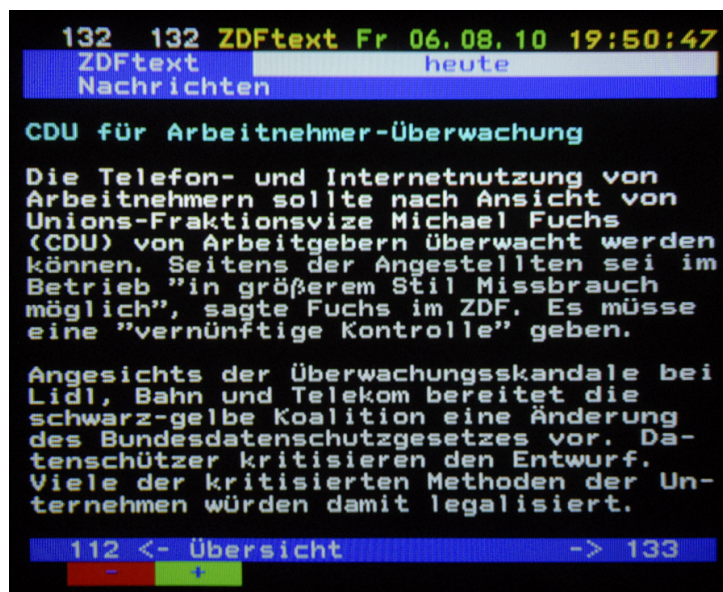 132 132 ZDFtext Fr 06.08.10 19:50:47
ZDFtext heute
Nachrichten
CDU für Arbeitnehmer-Überwachung
Die Telefon- und Internetnutzung von
Arbeitnehmern sollte nach Ansicht von
Unions-Fraktionsvize Michael Fuchs
(CDU) von Arbeitgebern überwacht werden
können. Seitens der Angestellten sei im
Betrieb "in größerem Stil Missbrauch
möglich", sagte Fuchs im ZDF. Es müsse
eine "vernünftige Kontrolle" geben.
Angesichts der Überwachungsskandale bei
Lidl, Bahn und Telekom bereitet die
schwarz-gelbe Koalition eine Änderung
des Bundesdatenschutzgesetzes vor. Da-
tenschützer kritisieren den Entwurf.
Viele der kritisierten Methoden der Un-
ternehmen würden damit legalisiert.
112 <- Übersicht -> 133
- +